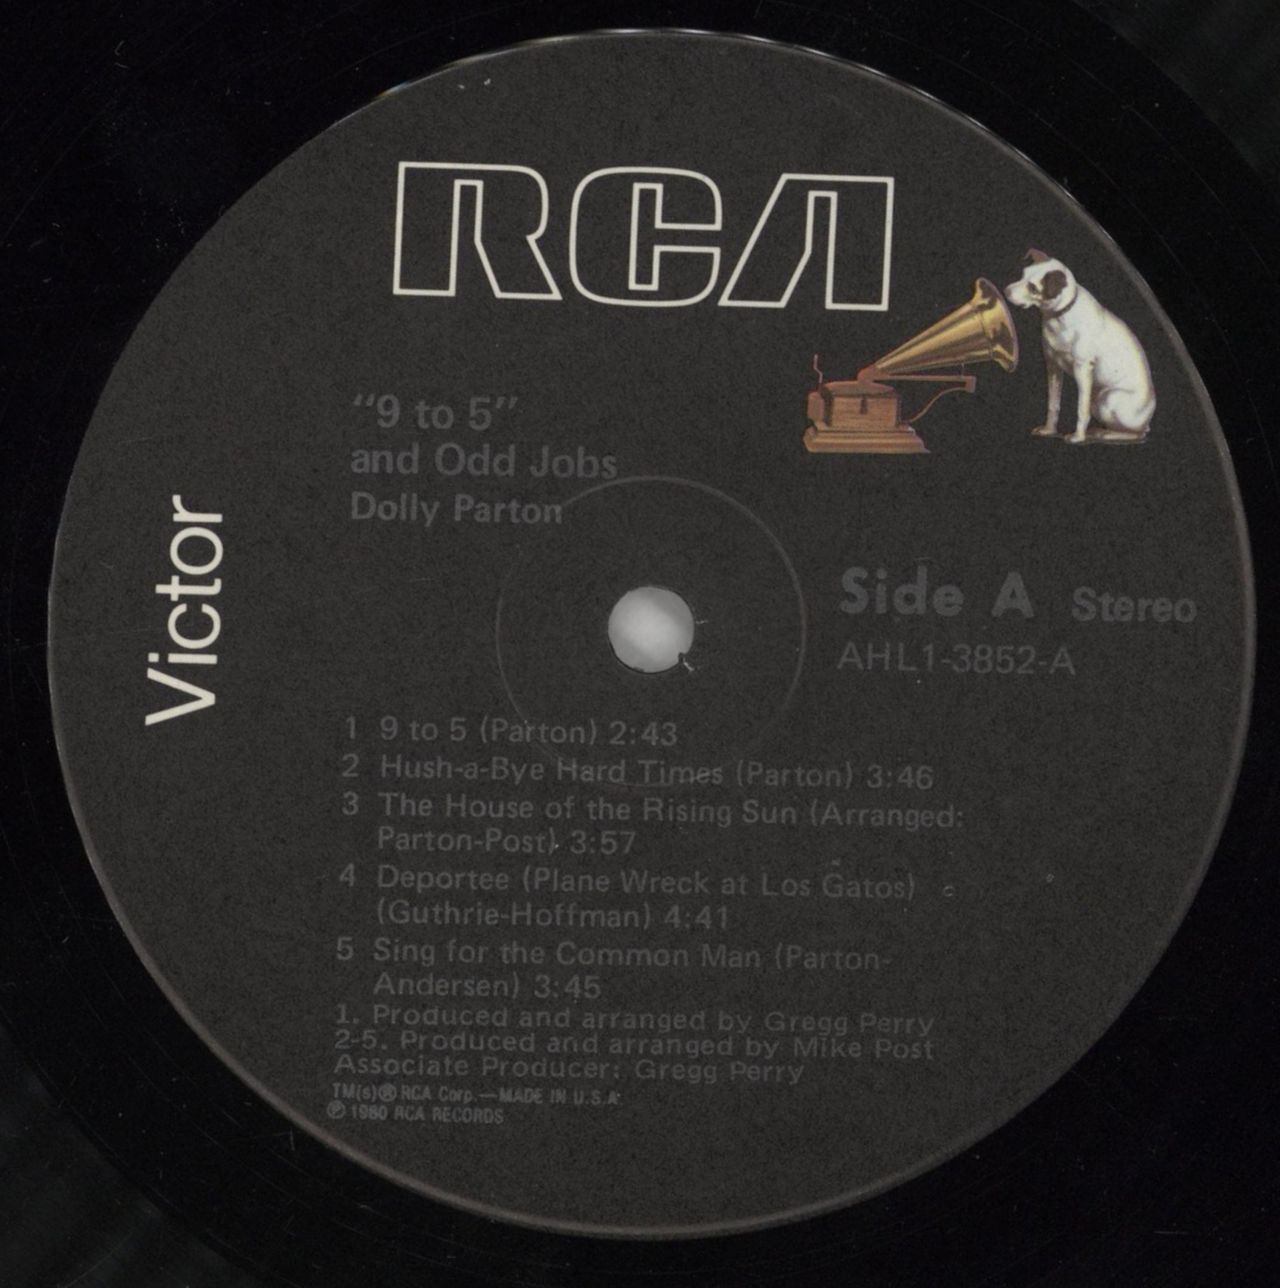 RCA
Victor
"9 to 5"
and Odd Jobs
Dolly Parton
Side A Stereo
AHL1-3852-A
1 9 to 5 (Parton) 2:43
2 Hush-a-Bye Hard Times (Parton) 3:46
3 The House of the Rising Sun (Arranged:
Parton-Post) 3:57
4 Deportee (Plane Wreck at Los Gatos)
(Guthrie-Hoffman) 4:41
5 Sing for the Common Man (Parton-
Andersen) 3:45
1. Produced and arranged by Gregg Perry
2-5. Produced and arranged by Mike Post
Associate Producer: Gregg Perry
TM(s)® RCA Corp.—MADE IN U.S.A.
℗ 1980 RCA RECORDS